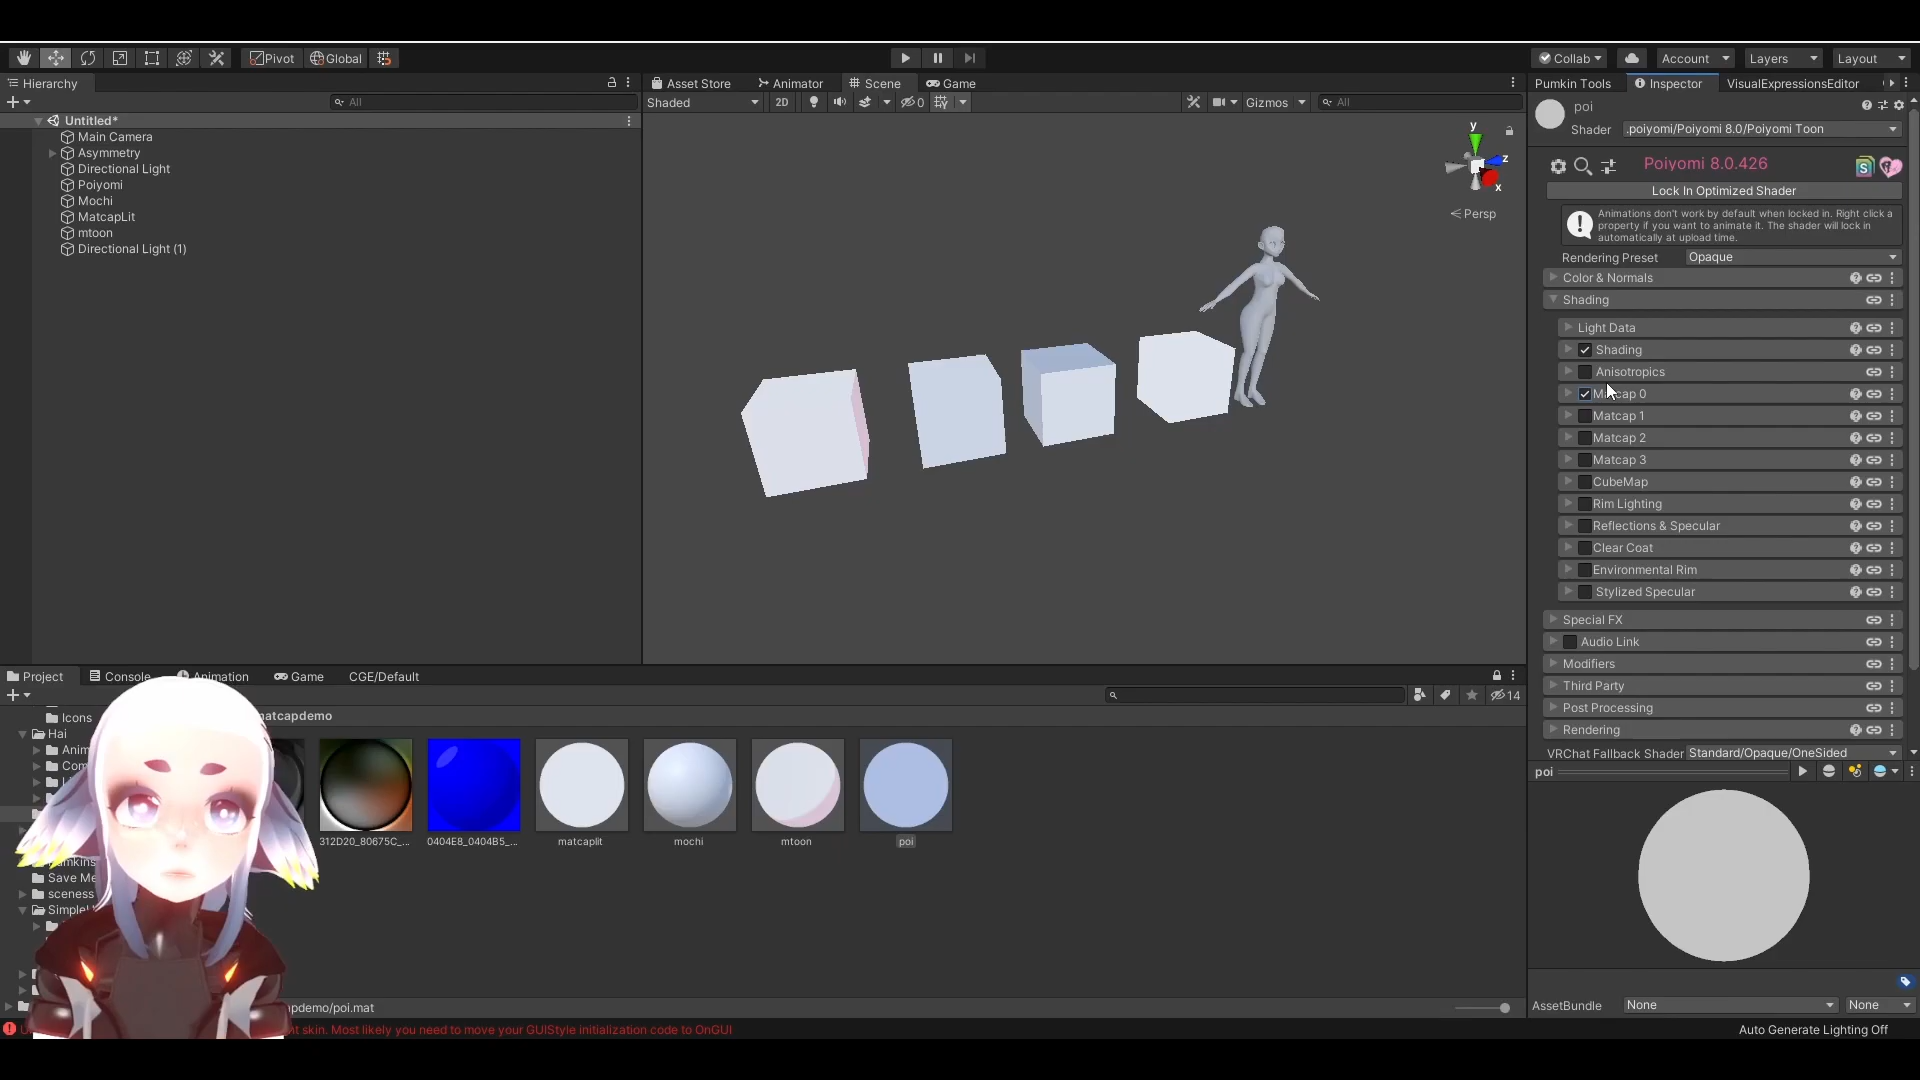 Pivot Global
Collab Account Layers Layout
Hierarchy
All
Untitled*
Main Camera
Asymmetry
Directional Light
Poiyomi
Mochi
MatcapLit
mtoon
Directional Light (1)
Asset Store Animator Scene Game
Shaded 2D 0 Gizmos All
y
z
x
< Persp
Pumkin Tools Inspector VisualExpressionsEditor
poi
Shader .poiyomi/Poiyomi 8.0/Poiyomi Toon
Poiyomi 8.0.426
Lock In Optimized Shader
Animations don't work by default when locked in. Right click a
property if you want to animate it. The shader will lock in
automatically at upload time.
Rendering Preset Opaque
Color & Normals
Shading
Light Data
Shading
Anisotropics
Matcap 0
Matcap 1
Matcap 2
Matcap 3
CubeMap
Rim Lighting
Reflections & Specular
Clear Coat
Environmental Rim
Stylized Specular
Special FX
Audio Link
Modifiers
Third Party
Post Processing
Rendering
VRChat Fallback Shader Standard/Opaque/OneSided
poi
AssetBundle None None
Project Console Animation Game CGE/Default
14
Icons
Hai
Anim
Com
Save Me
sceness
Simple
atcapdemo
312D20_80675C_... 0404E8_0404B5_... matcaplit mochi mtoon poi
apdemo/poi.mat
nt skin. Most likely you need to move your GUIStyle initialization code to OnGUI
Auto Generate Lighting Off